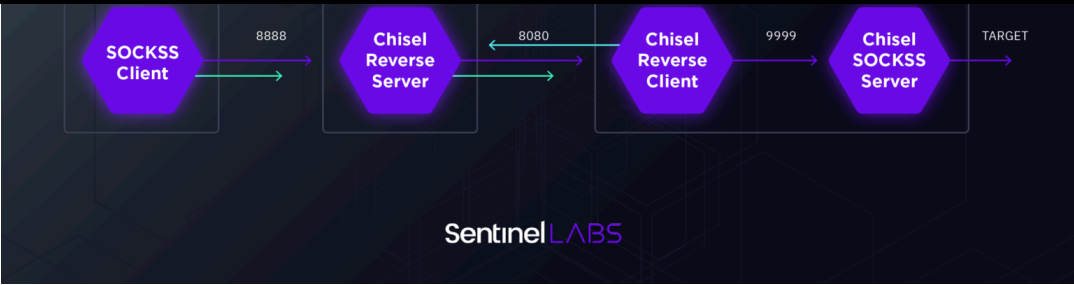 SOCKSS
Client
8888
Chisel
Reverse
Server
8080
Chisel
Reverse
Client
9999
Chisel
SOCKSS
Server
TARGET
SentinelLABS